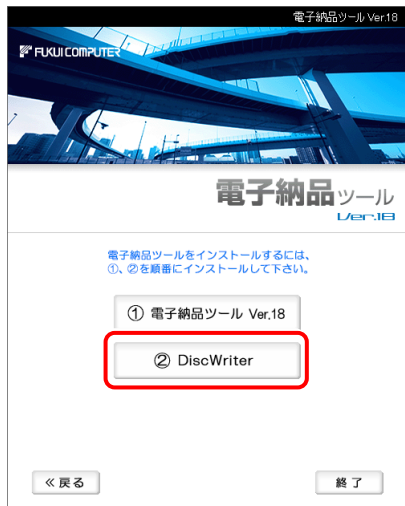 電子納品ツール Ver.18
FUKUI COMPUTER
電子納品ツール
Ver.18
電子納品ツールをインストールするには、
①、②を順番にインストールして下さい。
① 電子納品ツール Ver.18
② DiscWriter
≪戻る
終了